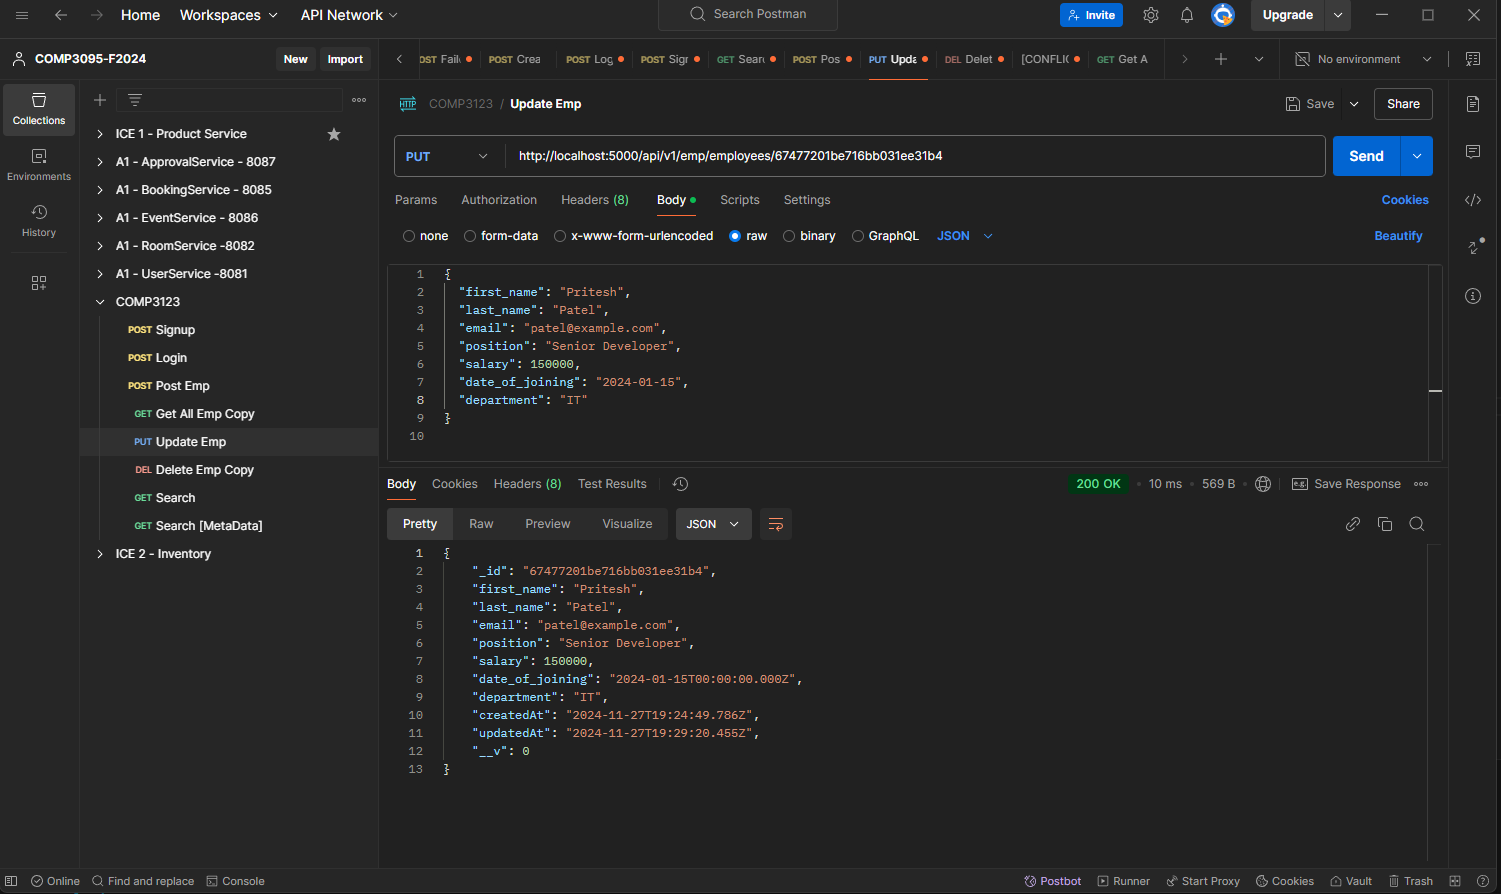 Home Workspaces API Network Search Postman Invite Upgrade
COMP3095-F2024 New Import
OST Faile POST Crea POST Log POST Sigr GET Searc POST Pos PUT Upda DEL Delet [CONFLIC GET Get A No environment
Collections
Environments
History
ICE 1 - Product Service
A1 - ApprovalService - 8087
A1 - BookingService - 8085
A1 - EventService - 8086
A1 - RoomService -8082
A1 - UserService -8081
COMP3123
POST Signup
POST Login
POST Post Emp
GET Get All Emp Copy
PUT Update Emp
DEL Delete Emp Copy
GET Search
GET Search [MetaData]
ICE 2 - Inventory
HTTP COMP3123 / Update Emp Save Share
PUT http://localhost:5000/api/v1/emp/employees/67477201be716bb031ee31b4 Send
Params Authorization Headers (8) Body Scripts Settings Cookies
none form-data x-www-form-urlencoded raw binary GraphQL JSON Beautify
1 {
2 "first_name": "Pritesh",
3 "last_name": "Patel",
4 "email": "patel@example.com",
5 "position": "Senior Developer",
6 "salary": 150000,
7 "date_of_joining": "2024-01-15",
8 "department": "IT"
9 }
10
Body Cookies Headers (8) Test Results 200 OK 10 ms 569 B e.g. Save Response
Pretty Raw Preview Visualize JSON
1 {
2 "_id": "67477201be716bb031ee31b4",
3 "first_name": "Pritesh",
4 "last_name": "Patel",
5 "email": "patel@example.com",
6 "position": "Senior Developer",
7 "salary": 150000,
8 "date_of_joining": "2024-01-15T00:00:00.000Z",
9 "department": "IT",
10 "createdAt": "2024-11-27T19:24:49.786Z",
11 "updatedAt": "2024-11-27T19:29:20.455Z",
12 "__v": 0
13 }
Online Find and replace Console Postbot Runner Start Proxy Cookies Vault Trash